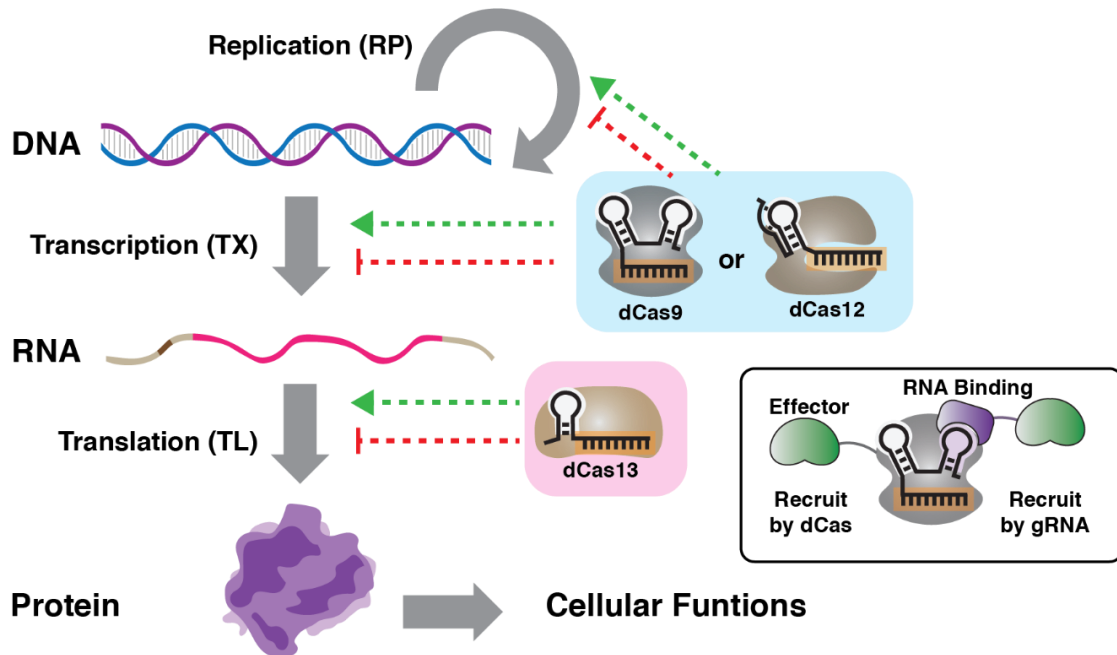 Replication (RP)
DNA
Transcription (TX)
dCas9
or
dCas12
RNA
Translation (TL)
dCas13
RNA Binding
Effector
Recruit
by dCas
Recruit
by gRNA
Protein
Cellular Funtions